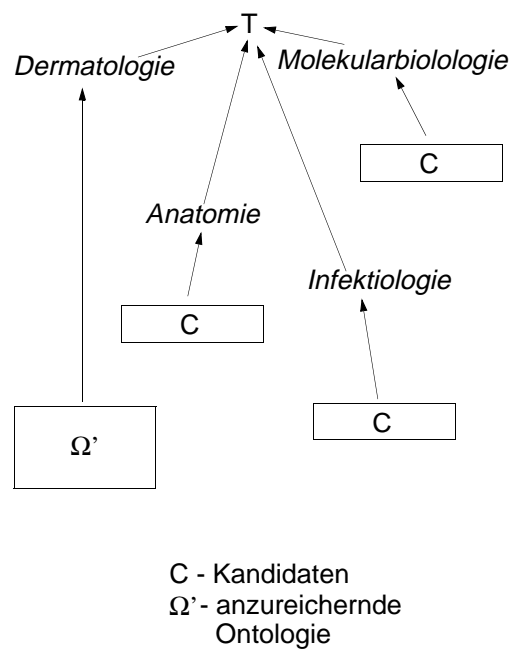 T
Dermatologie
Molekularbiolologie
C
Anatomie
Infektiologie
C
C
Ω’
C - Kandidaten
Ω’- anzureichernde
Ontologie